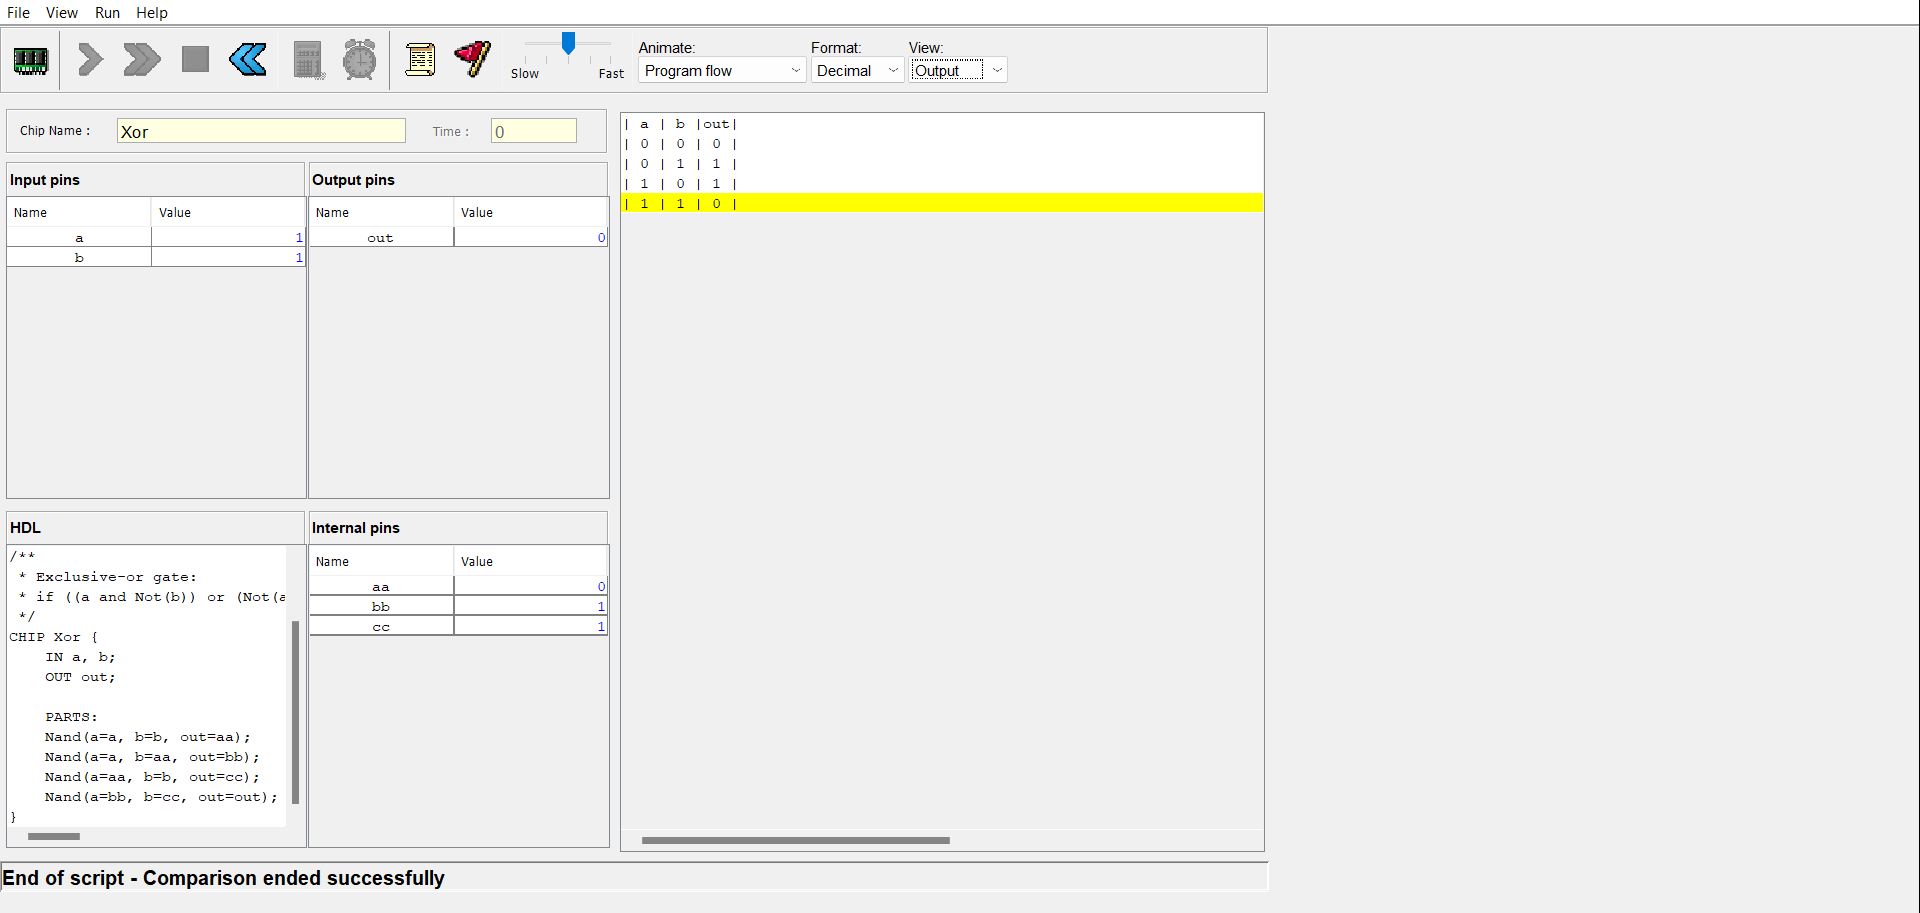 File View Run Help
Animate: Format: View:
Slow Fast Program flow Decimal Output
Chip Name : Xor Time : 0
Input pins
Name Value
a 1
b 1
Output pins
Name Value
out 0
HDL
/**
 * Exclusive-or gate:
 * if ((a and Not(b)) or (Not(a
 */
CHIP Xor {
    IN a, b;
    OUT out;
    PARTS:
    Nand(a=a, b=b, out=aa);
    Nand(a=a, b=aa, out=bb);
    Nand(a=aa, b=b, out=cc);
    Nand(a=bb, b=cc, out=out);
}
Internal pins
Name Value
aa 0
bb 1
cc 1
| a | b |out|
| 0 | 0 | 0 |
| 0 | 1 | 1 |
| 1 | 0 | 1 |
| 1 | 1 | 0 |
End of script - Comparison ended successfully